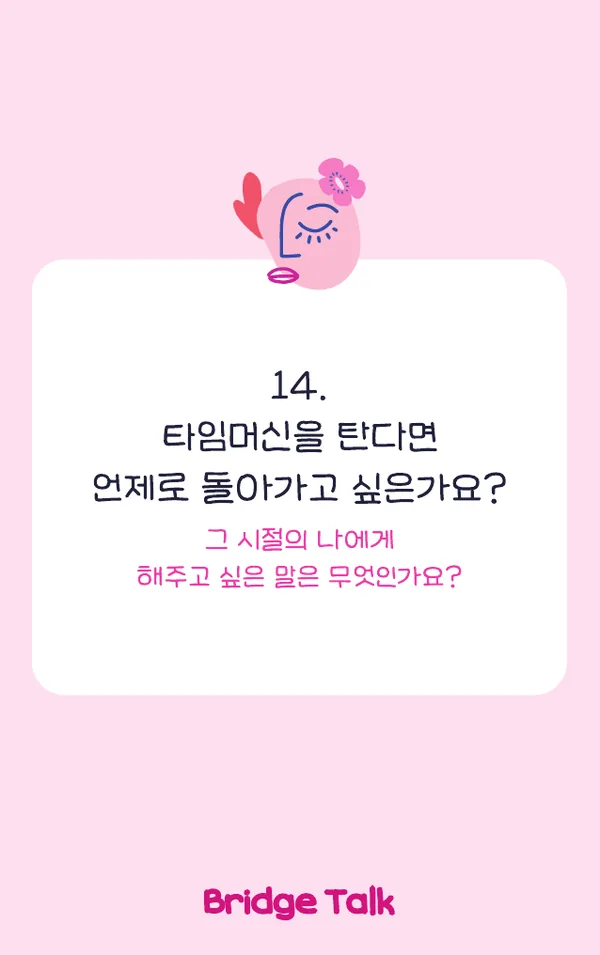 14.
타임머신을 탄다면
언제로 돌아가고 싶은가요?
그 시절의 나에게
해주고 싶은 말은 무엇인가요?
Bridge Talk